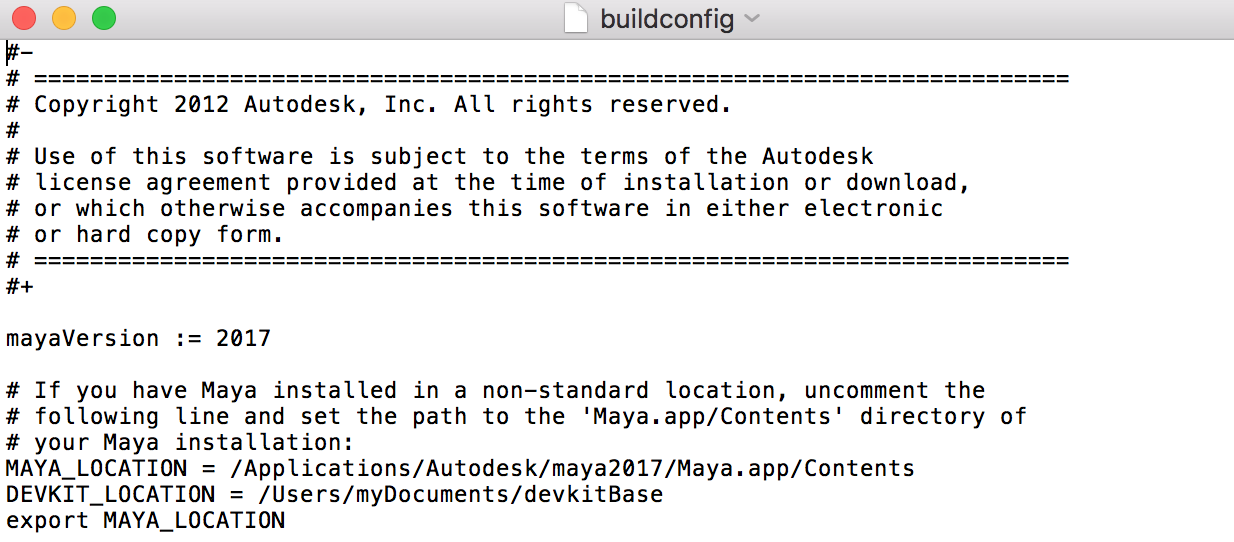 buildconfig
#-
# ==========================================================================
# Copyright 2012 Autodesk, Inc. All rights reserved.
#
# Use of this software is subject to the terms of the Autodesk
# license agreement provided at the time of installation or download,
# or which otherwise accompanies this software in either electronic
# or hard copy form.
# ==========================================================================
#+
mayaVersion := 2017
# If you have Maya installed in a non-standard location, uncomment the
# following line and set the path to the 'Maya.app/Contents' directory of
# your Maya installation:
MAYA_LOCATION = /Applications/Autodesk/maya2017/Maya.app/Contents
DEVKIT_LOCATION = /Users/myDocuments/devkitBase
export MAYA_LOCATION